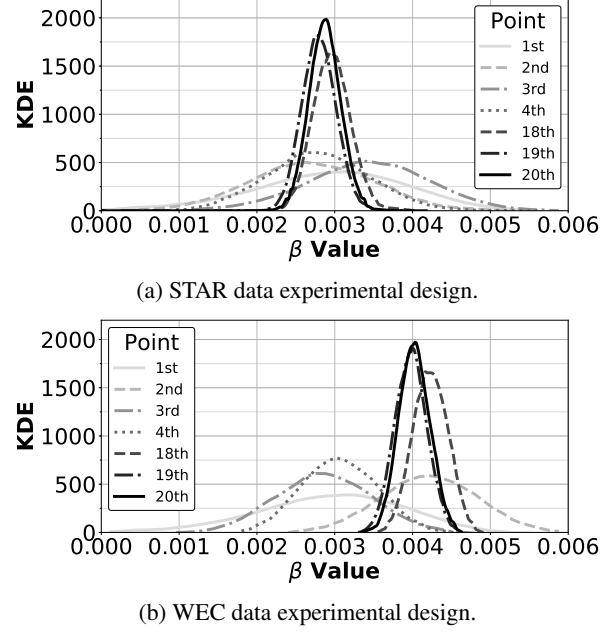 2000
1500
1000
500
0
KDE
0.000 0.001 0.002 0.003 0.004 0.005 0.006
β Value
Point
1st
2nd
3rd
4th
18th
19th
20th
(a) STAR data experimental design.
2000
1500
1000
500
0
KDE
0.000 0.001 0.002 0.003 0.004 0.005 0.006
β Value
Point
1st
2nd
3rd
4th
18th
19th
20th
(b) WEC data experimental design.